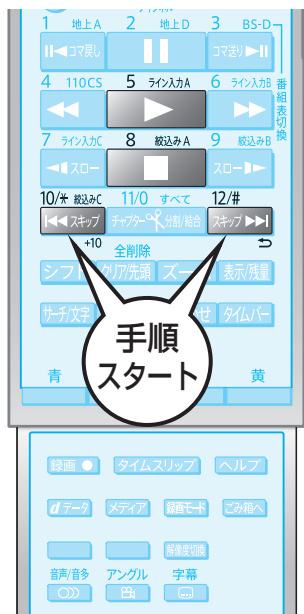 1 地上A 2 地上D 3 BS-D
コマ戻し コマ送り
4 110CS 5 ライン入力A 6 ライン入力B
番組表切換
7 ライン入力C 8 絞込みA 9 絞込みB
スロー スロー
10/* 絞込みC 11/0 すべて 12/#
スキップ チャプター 分割/結合 スキップ
+10
全削除
シフト クリア/先頭 ズー 表示/残量
サーチ/文字 せ タイムバー
手順
スタート
青 黄
録画 タイムスリップ ヘルプ
dデータ メディア 録画モード ごみ箱へ
解像度切換
音声/音多 アングル 字幕